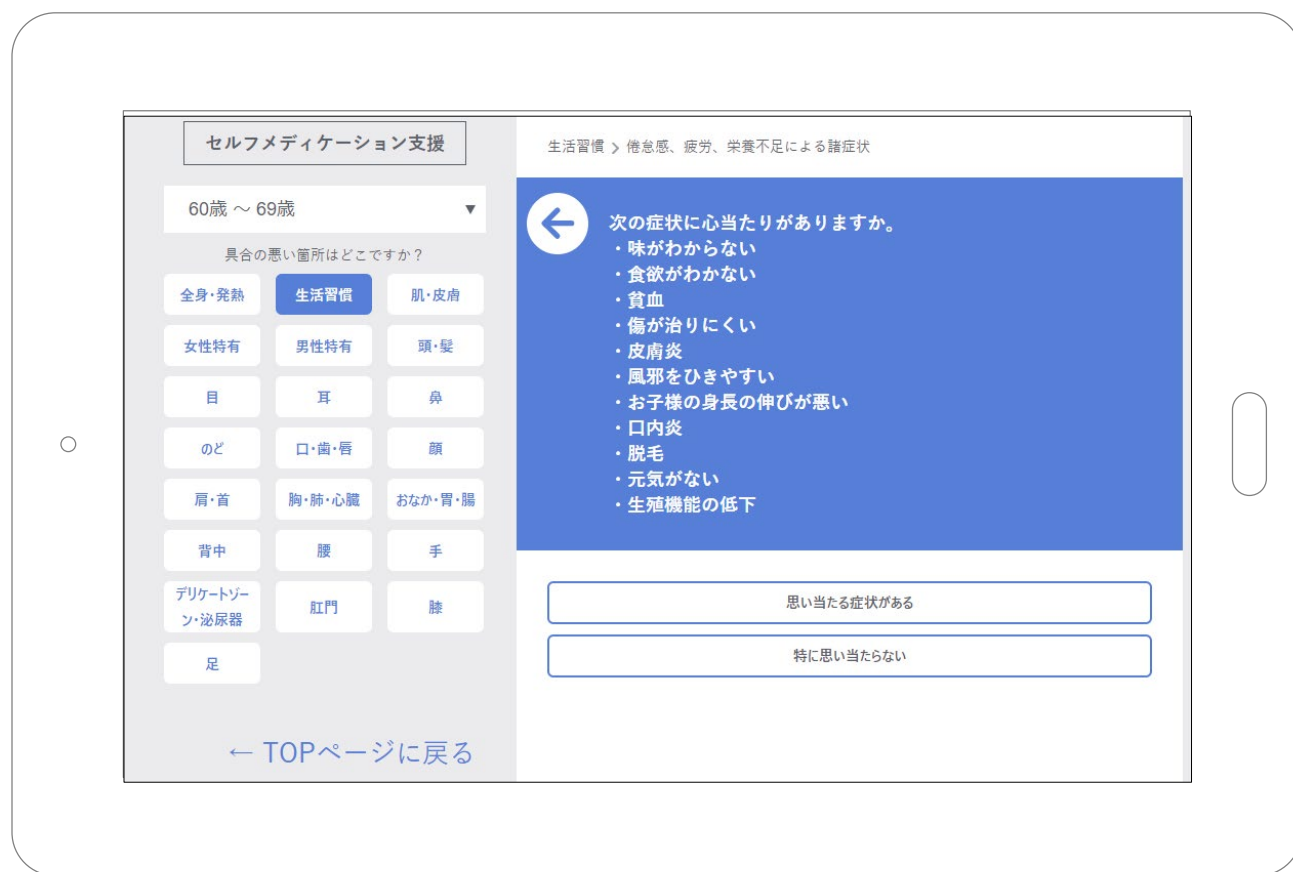 セルフメディケーション支援
60歳 ～ 69歳 ▼
具合の悪い箇所はどこですか？
全身・発熱
生活習慣
肌・皮膚
女性特有
男性特有
頭・髪
目
耳
鼻
のど
口・歯・唇
顔
肩・首
胸・肺・心臓
おなか・胃・腸
背中
腰
手
デリケートゾー
ン・泌尿器
肛門
膝
足
← TOPページに戻る
生活習慣 > 倦怠感、疲労、栄養不足による諸症状
次の症状に心当たりがありますか。
・味がわからない
・食欲がわかない
・貧血
・傷が治りにくい
・皮膚炎
・風邪をひきやすい
・お子様の身長の伸びが悪い
・口内炎
・脱毛
・元気がない
・生殖機能の低下
思い当たる症状がある
特に思い当たらない